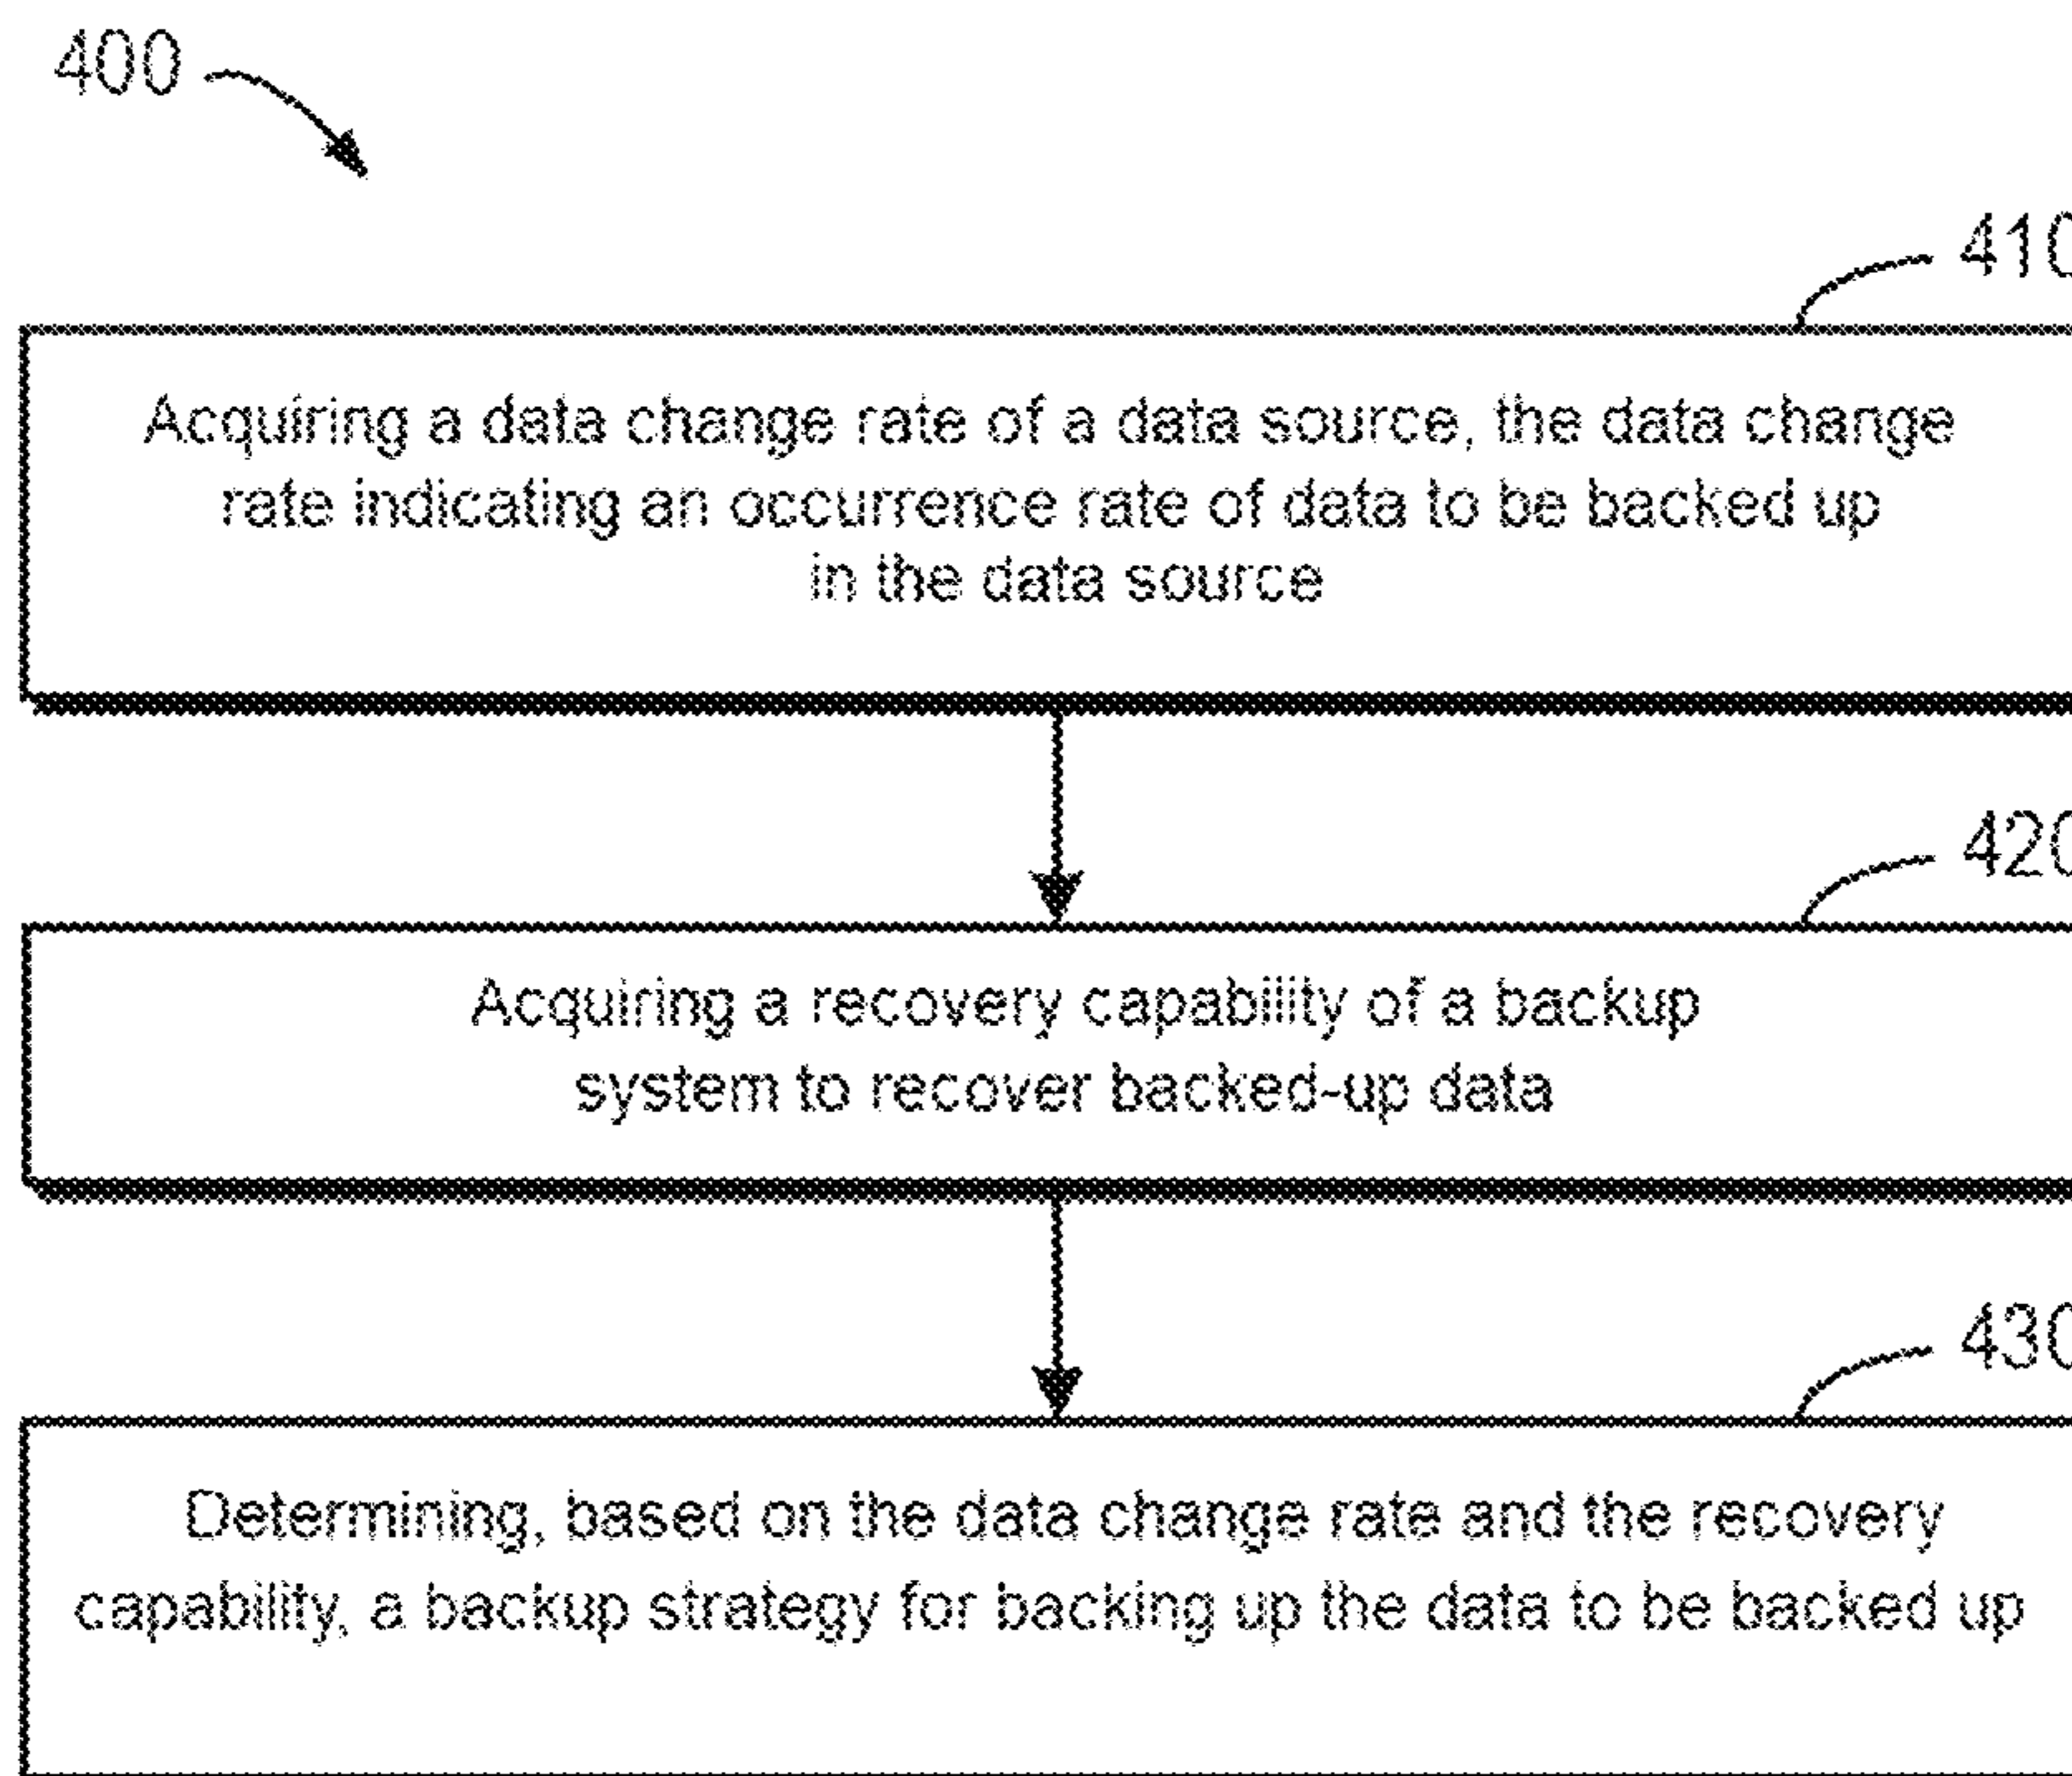 400
410
Acquiring a data change rate of a data source, the data change
rate indicating an occurrence rate of data to be backed up
in the data source
420
Acquiring a recovery capability of a backup
system to recover backed-up data
430
Determining, based on the data change rate and the recovery
capability, a backup strategy for backing up the data to be backed up